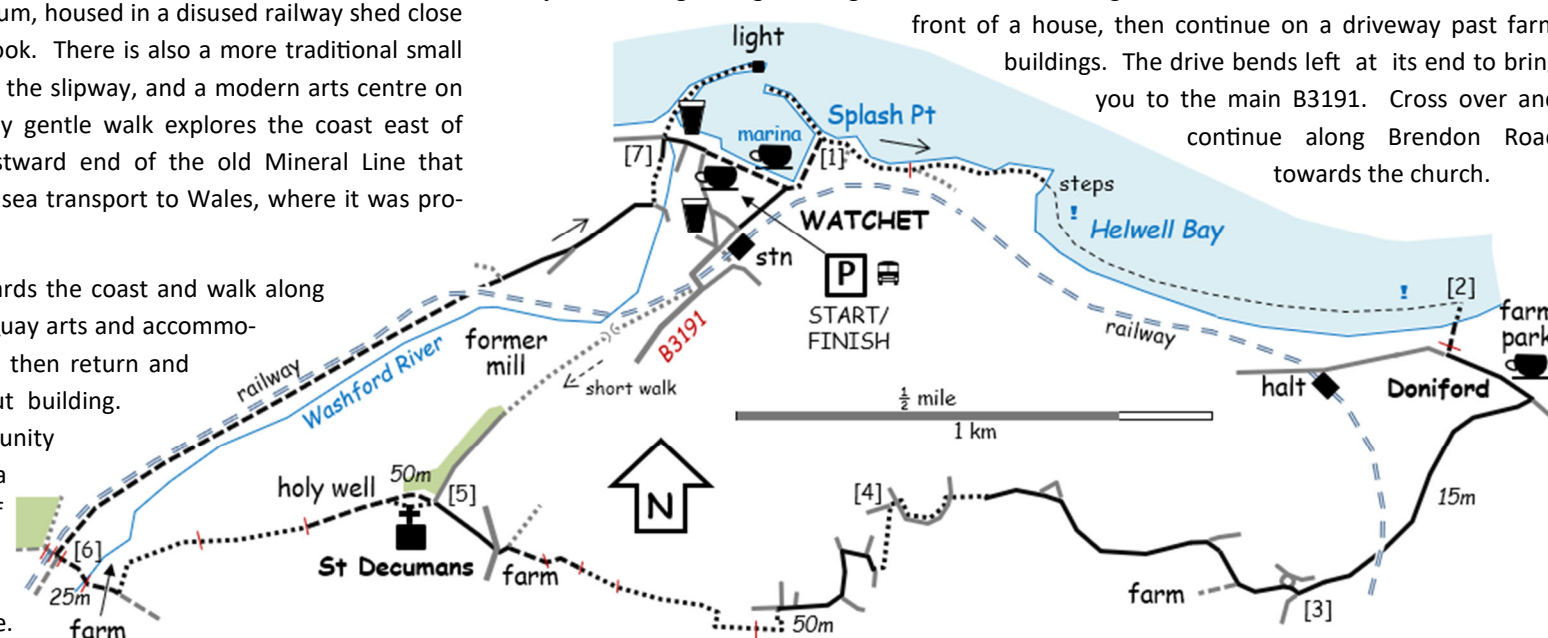 um, housed in a disused railway shed close
ook. There is also a more traditional small
the slipway, and a modern arts centre on
y gentle walk explores the coast east of
stward end of the old Mineral Line that
sea transport to Wales, where it was pro-
ards the coast and walk along
uay arts and accommo-
then return and
ut building.
unity
a
e.
front of a house, then continue on a driveway past farm
buildings. The drive bends left at its end to bring
you to the main B3191. Cross over and
continue along Brendon Road
towards the church.
light
marina
Splash Pt
[7]
[1]
steps
!
Helwell Bay
WATCHET
stn
P
START/
FINISH
!
[2]
farm
park
railway
halt
Doniford
B3191
former
mill
short walk
railway
Washford River
½ mile
1 km
N
holy well
50m
[5]
[4]
15m
[6]
St Decumans
farm
25m
farm
50m
farm
[3]